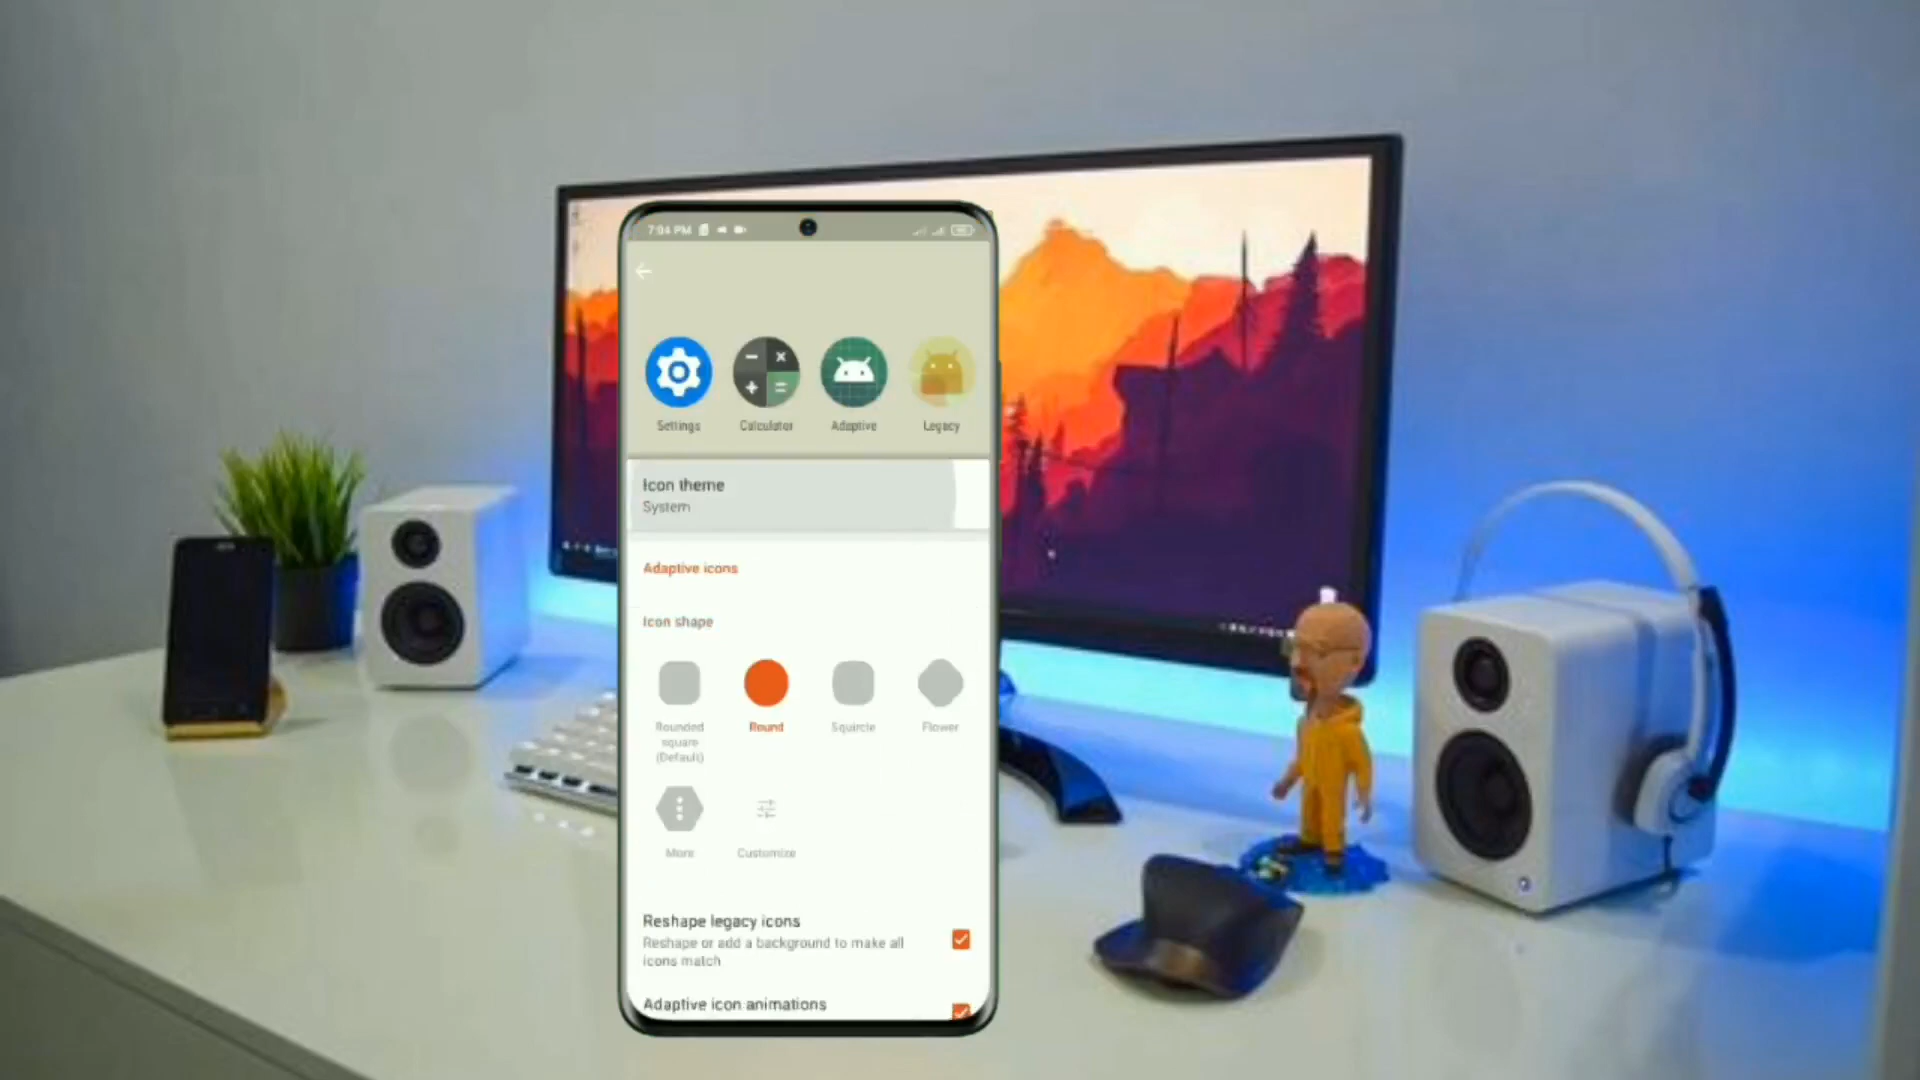 7:04 PM
Settings
Calculator
Adaptive
Legacy
Icon theme
System
Adaptive icons
Icon shape
Rounded
square
(Default)
Round
Squircle
Flower
More
Customize
Reshape legacy icons
Reshape or add a background to make all
icons match
Adaptive icon animations